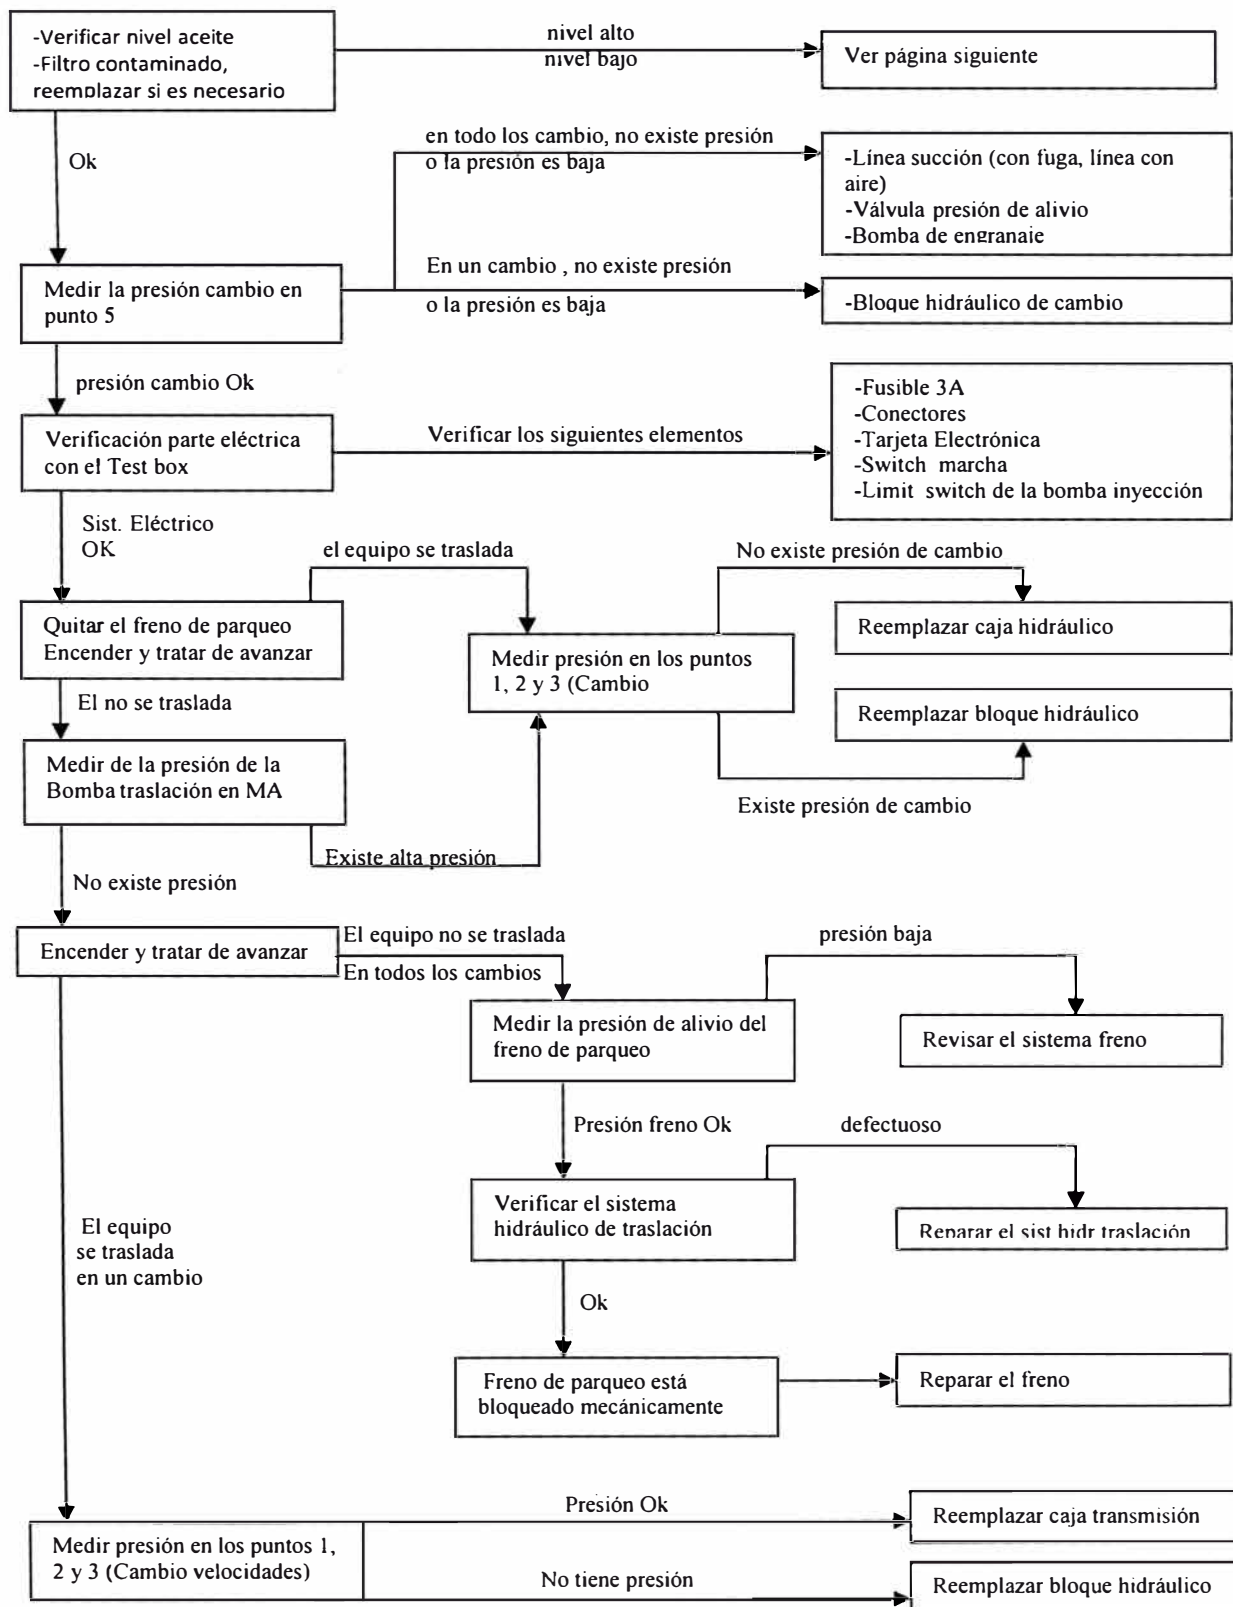 -Verificar nivel aceite
-Filtro contaminado,
reemplazar si es necesario
nivel alto
nivel bajo
Ver página siguiente
Ok
en todo los cambio, no existe presión
o la presión es baja
-Línea succión (con fuga, línea con
aire)
-Válvula presión de alivio
-Bomba de engranaje
Medir la presión cambio en
punto 5
En un cambio , no existe presión
o la presión es baja
-Bloque hidráulico de cambio
presión cambio Ok
Verificación parte eléctrica
con el Test box
Verificar los siguientes elementos
-Fusible 3A
-Conectores
-Tarjeta Electrónica
-Switch marcha
-Limit switch de la bomba inyección
Sist. Eléctrico
OK
el equipo se traslada
No existe presión de cambio
Quitar el freno de parqueo
Encender y tratar de avanzar
Medir presión en los puntos
1, 2 y 3 (Cambio
Reemplazar caja hidráulico
El no se traslada
Reemplazar bloque hidráulico
Medir de la presión de la
Bomba traslación en MA
Existe presión de cambio
Existe alta presión
No existe presión
Encender y tratar de avanzar
El equipo no se traslada
En todos los cambios
presión baja
Medir la presión de alivio del
freno de parqueo
Revisar el sistema freno
Presión freno Ok
defectuoso
Verificar el sistema
hidráulico de traslación
Reparar el sist hidr traslación
El equipo
se traslada
en un cambio
Ok
Freno de parqueo está
bloqueado mecánicamente
Reparar el freno
Presión Ok
Reemplazar caja transmisión
Medir presión en los puntos 1,
2 y 3 (Cambio velocidades)
No tiene presión
Reemplazar bloque hidráulico